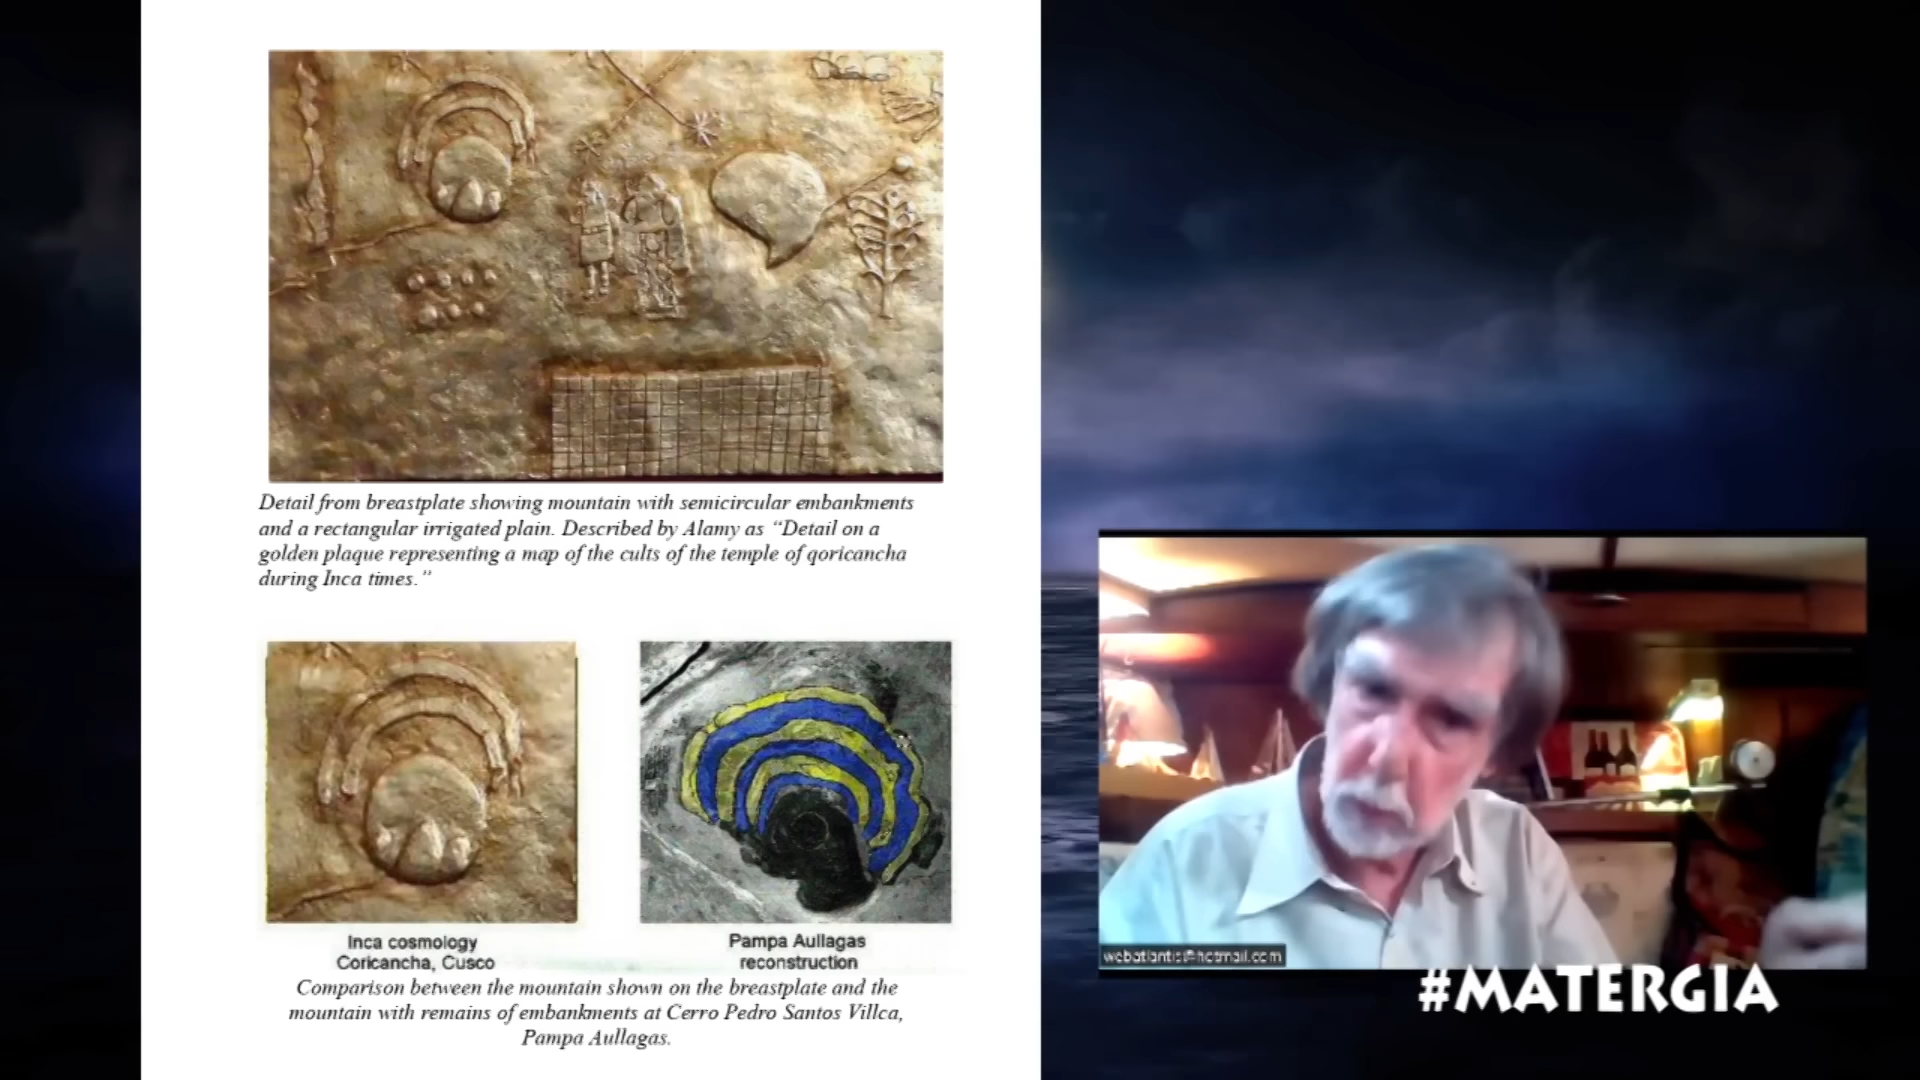 Detail from breastplate showing mountain with semicircular embankments
and a rectangular irrigated plain. Described by Alamy as “Detail on a
golden plaque representing a map of the cults of the temple of qoricancha
during Inca times.”
Inca cosmology
Coricancha, Cusco
Pampa Aullagas
reconstruction
Comparison between the mountain shown on the breastplate and the
mountain with remains of embankments at Cerro Pedro Santos Villca,
Pampa Aullagas.
webatlantis@hotmail.com
#MATERGIA